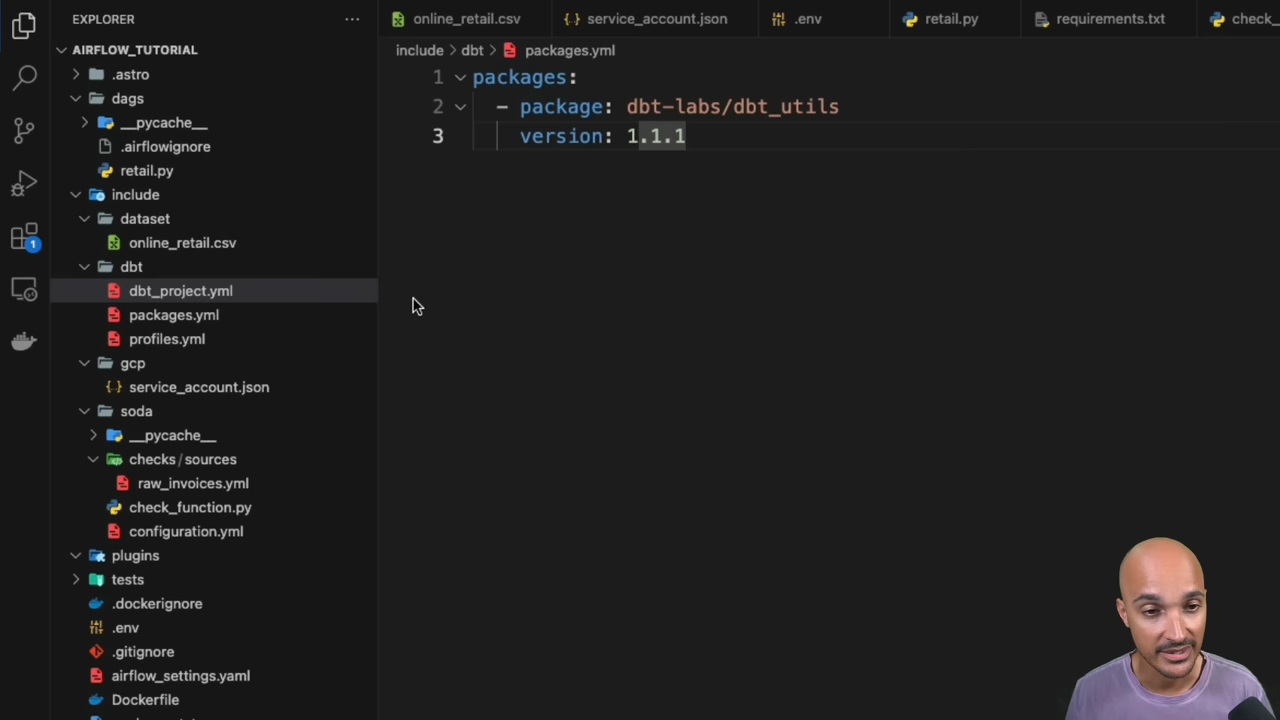 EXPLORER
AIRFLOW_TUTORIAL
.astro
dags
__pycache__
.airflowignore
retail.py
include
dataset
online_retail.csv
dbt
dbt_project.yml
packages.yml
profiles.yml
gcp
service_account.json
soda
__pycache__
checks/sources
raw_invoices.yml
check_function.py
configuration.yml
plugins
tests
.dockerignore
.env
.gitignore
airflow_settings.yaml
Dockerfile
1
online_retail.csv
service_account.json
.env
retail.py
requirements.txt
check_
include > dbt > packages.yml
1 packages:
2 - package: dbt-labs/dbt_utils
3 version: 1.1.1